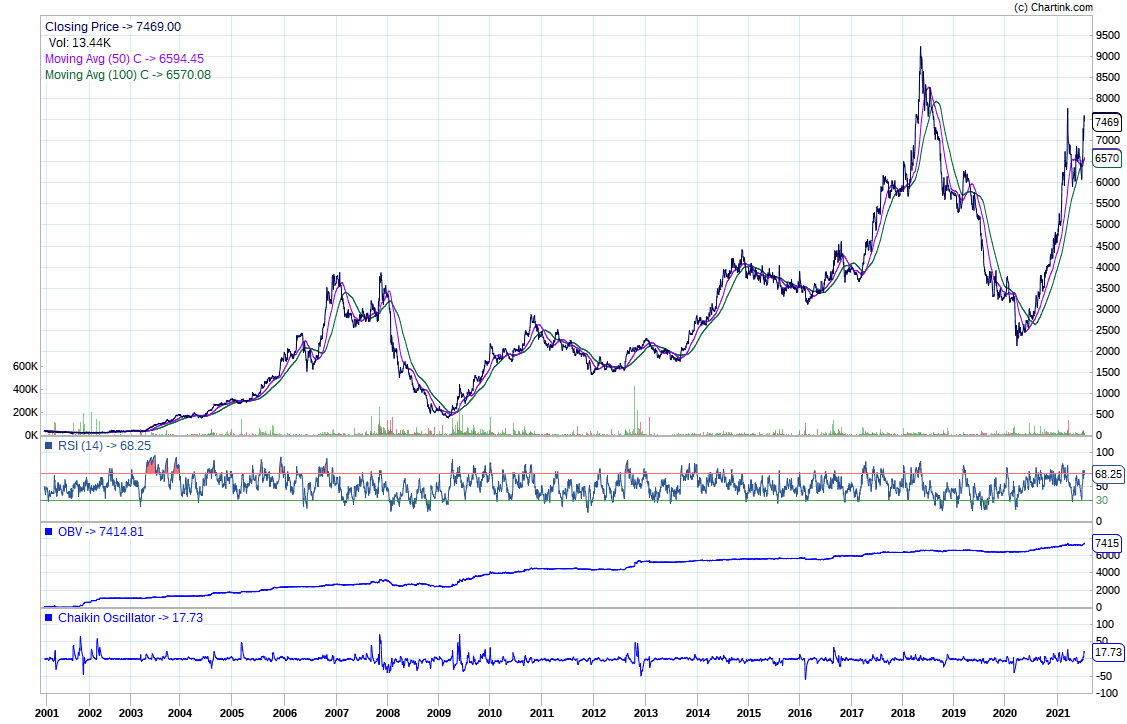 (c) Chartink.com
Closing Price -> 7469.00
Vol: 13.44K
Moving Avg (50) C -> 6594.45
Moving Avg (100) C -> 6570.08
9500
9000
8500
8000
7469
7000
6570
6000
5500
5000
4500
4000
3500
3000
2500
2000
1500
1000
500
0
600K
400K
200K
0K
RSI (14) -> 68.25
100
68.25
50
30
0
OBV -> 7414.81
7415
6000
4000
2000
0
Chaikin Oscillator -> 17.73
100
50
17.73
-50
-100
2001 2002 2003 2004 2005 2006 2007 2008 2009 2010 2011 2012 2013 2014 2015 2016 2017 2018 2019 2020 2021